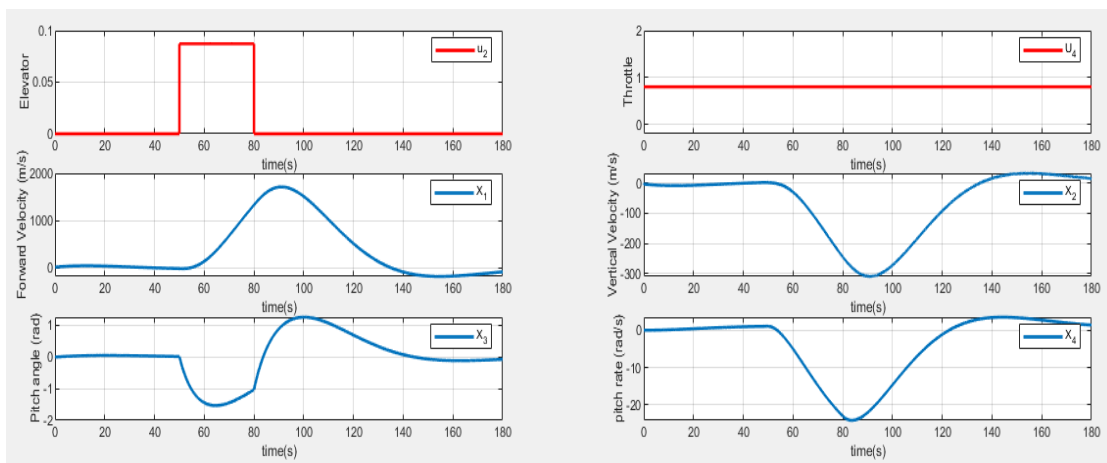 0.1
0.05
0
Elevator
u2
0 20 40 60 80 100 120 140 160 180
time(s)
2
1
0
Throttle
U4
0 20 40 60 80 100 120 140 160 180
time(s)
2000
1000
0
Forward Velocity (m/s)
X1
0 20 40 60 80 100 120 140 160 180
time(s)
0
-100
-200
-300
Vertical Velocity (m/s)
X2
0 20 40 60 80 100 120 140 160 180
time(s)
1
0
-1
-2
Pitch angle (rad)
X3
0 20 40 60 80 100 120 140 160 180
time(s)
0
-10
-20
pitch rate (rad/s)
X4
0 20 40 60 80 100 120 140 160 180
time(s)